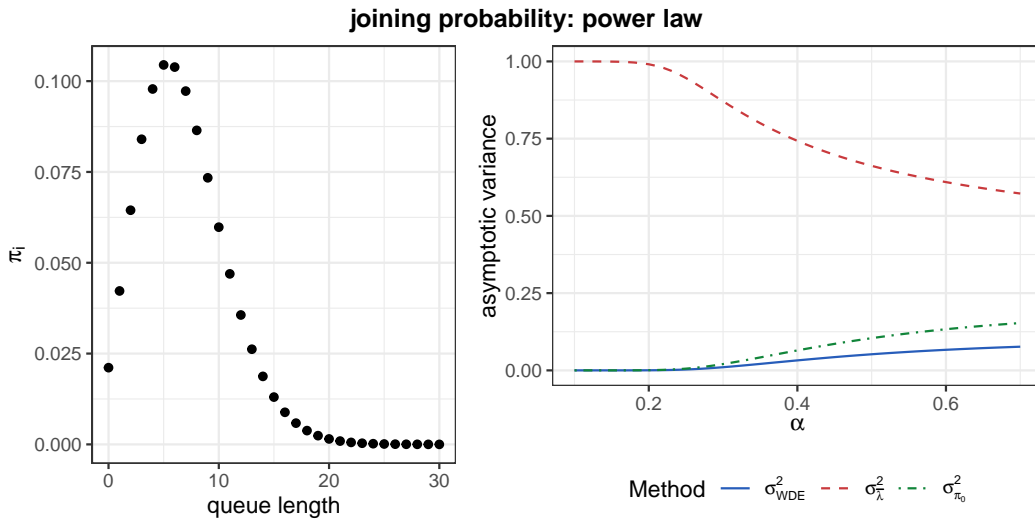 joining probability: power law
π_i
0.100
0.075
0.050
0.025
0.000
0 10 20 30
queue length
asymptotic variance
1.00
0.75
0.50
0.25
0.00
0.2 0.4 0.6
α
Method σ²_WDE σ²_λ̄ σ²_π₀